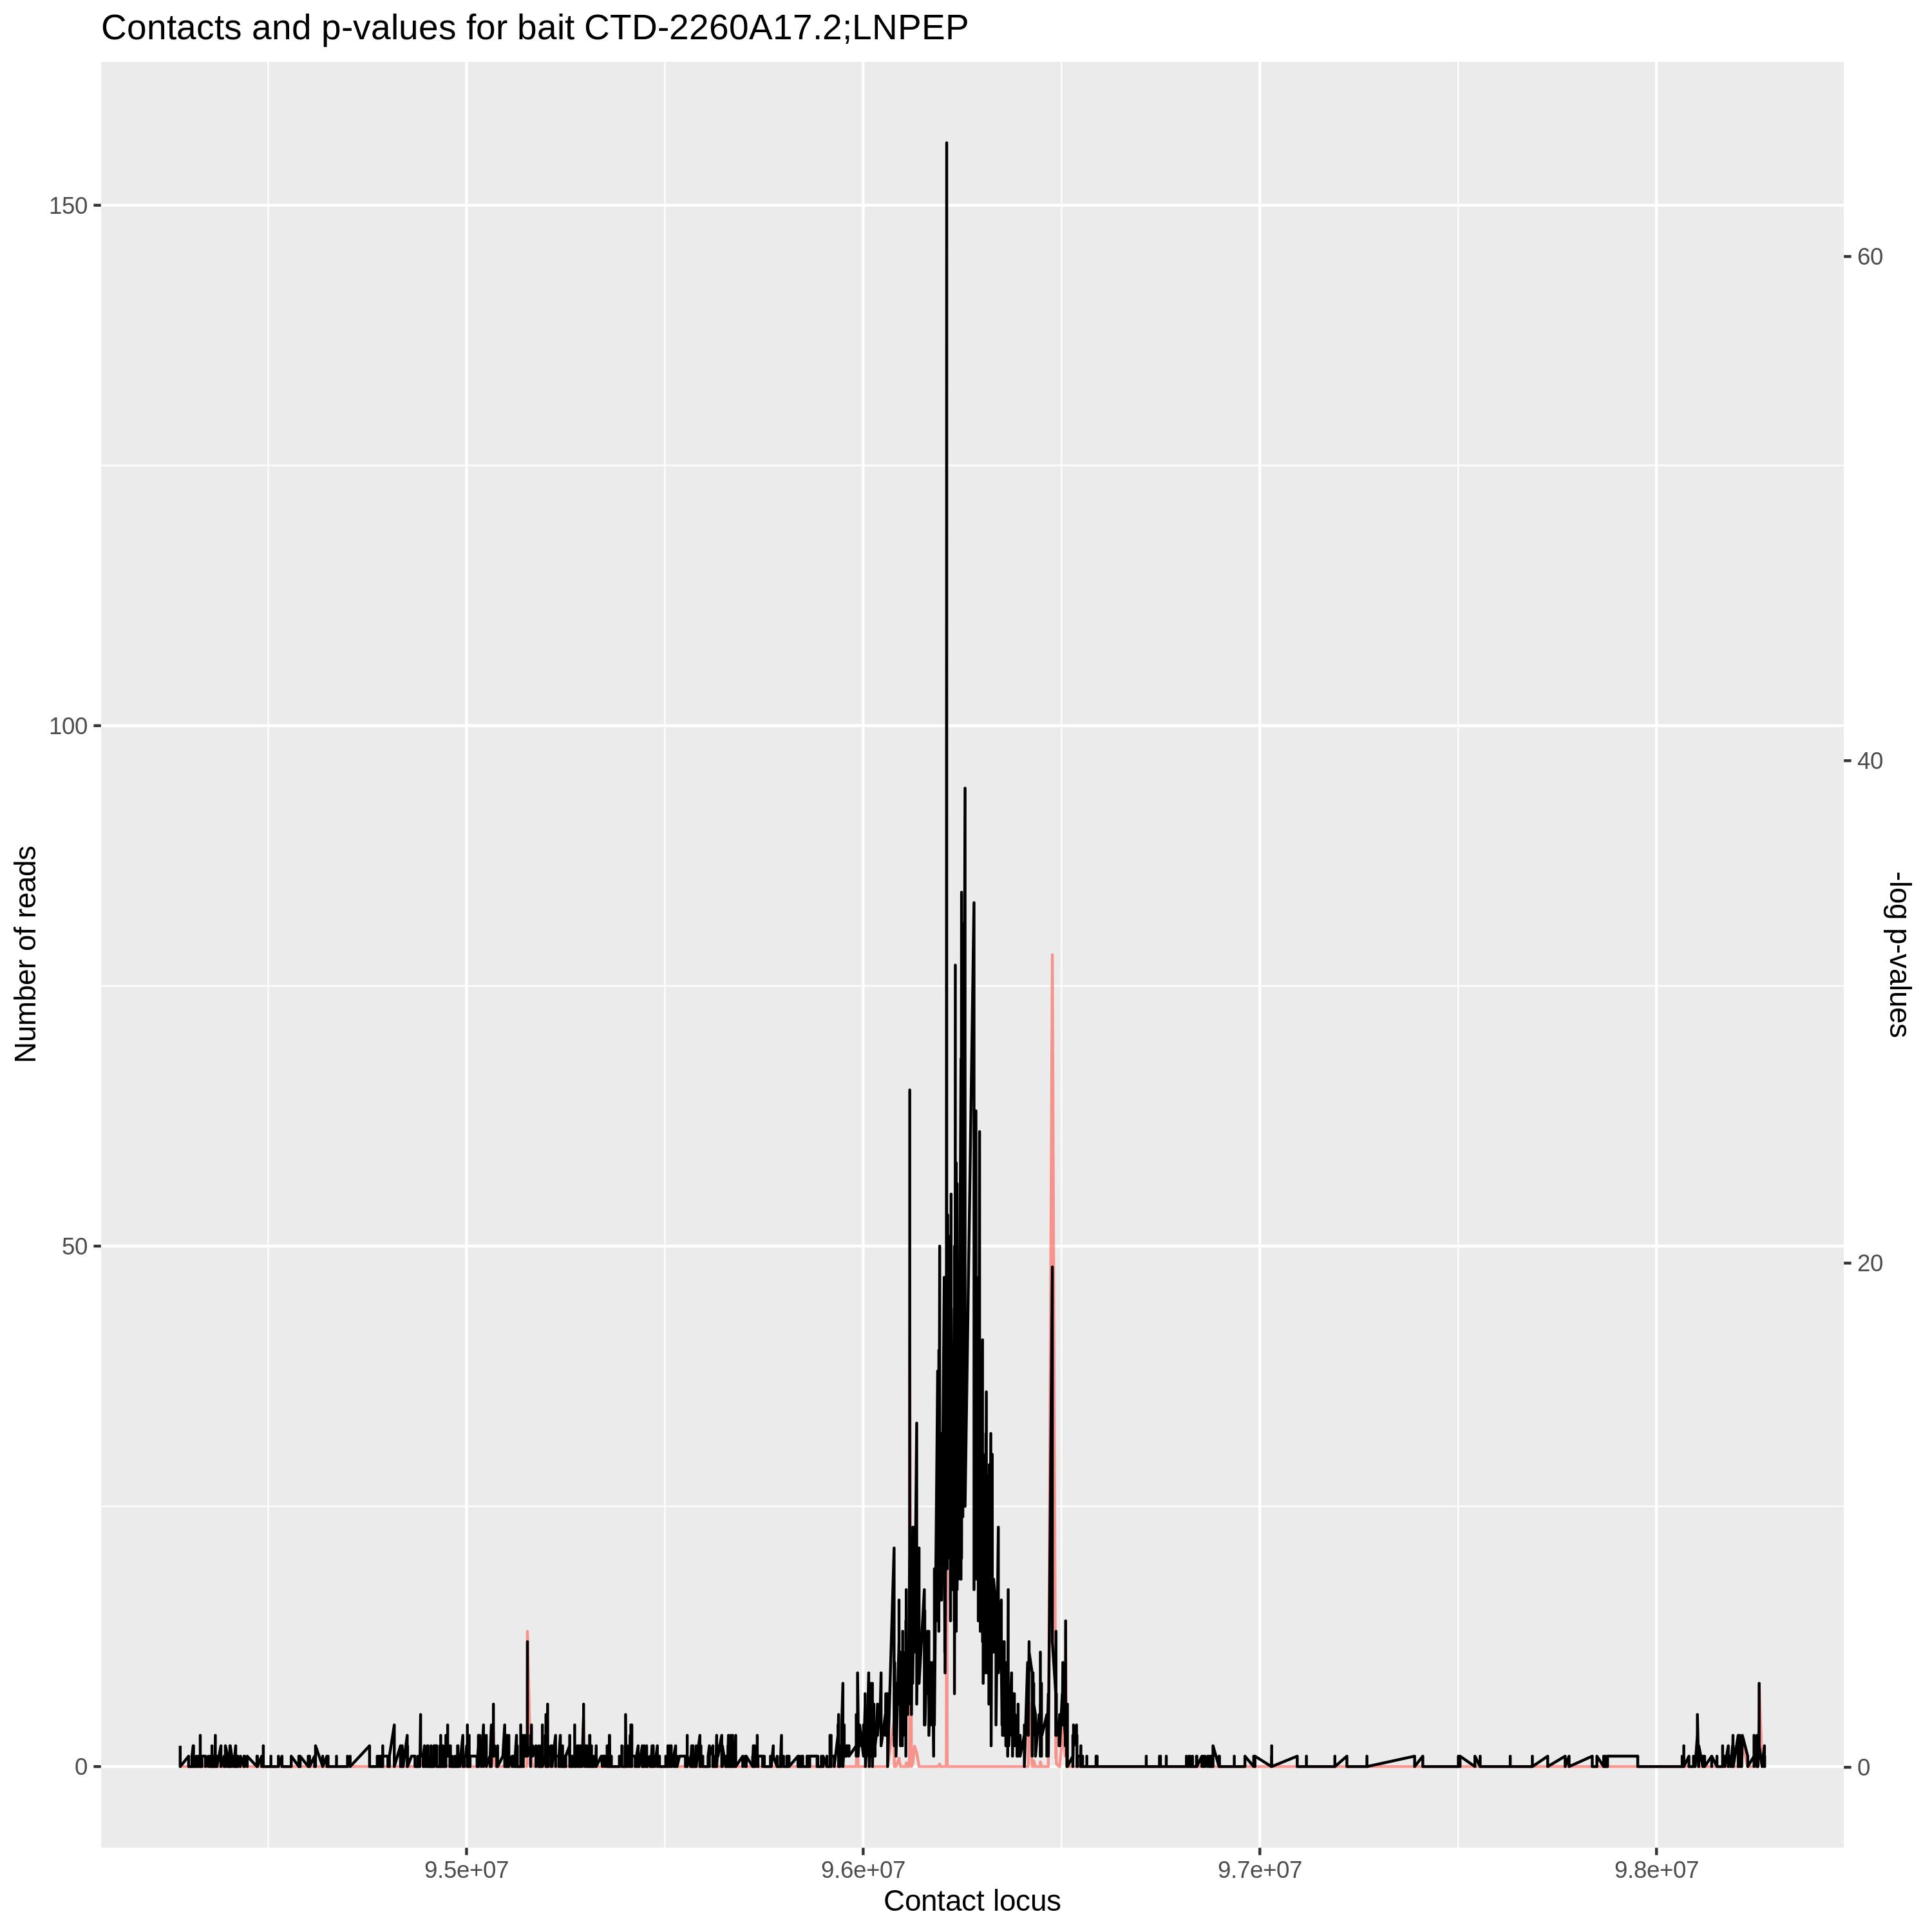 Contacts and p-values for bait CTD-2260A17.2;LNPEP
150
100
50
0
60
40
20
0
Number of reads
-log p-values
9.5e+07
9.6e+07
9.7e+07
9.8e+07
Contact locus